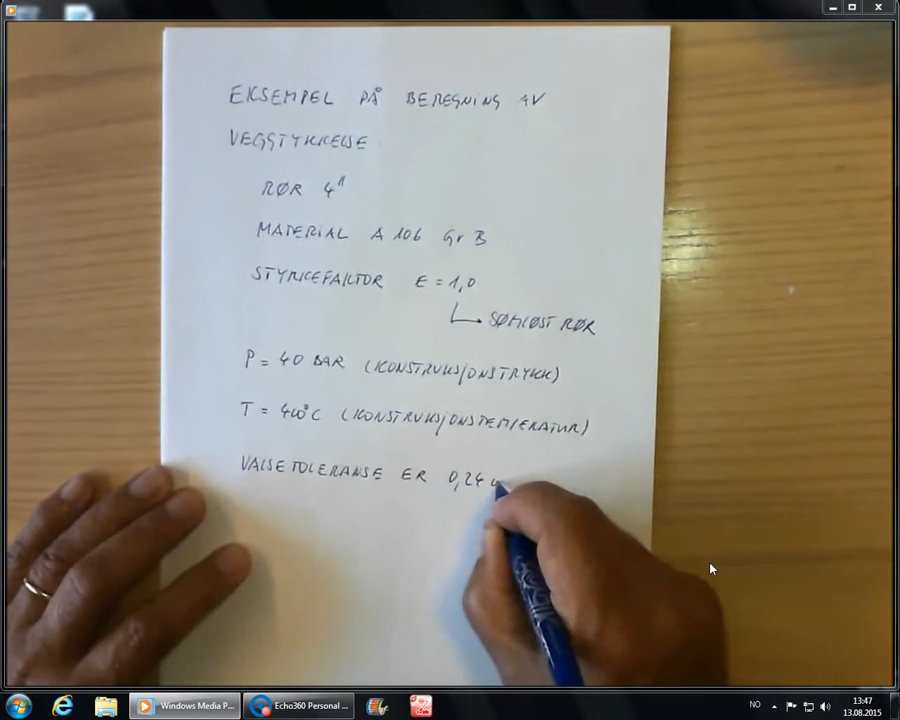 EKSEMPEL PÅ BEREGNING AV
VEGGTYKKELSE
RØR 4"
MATERIAL A 106 Gr B
STYRKEFAKTOR E = 1,0
SØMLØST RØR
P = 40 BAR (KONSTRUKSJONSTRYKK)
T = 400°C (KONSTRUKSJONSTEMPERATUR)
VALSETOLERANSE ER 0,24
Windows Media P...
Echo360 Personal ...
NO
13:47
13.08.2015